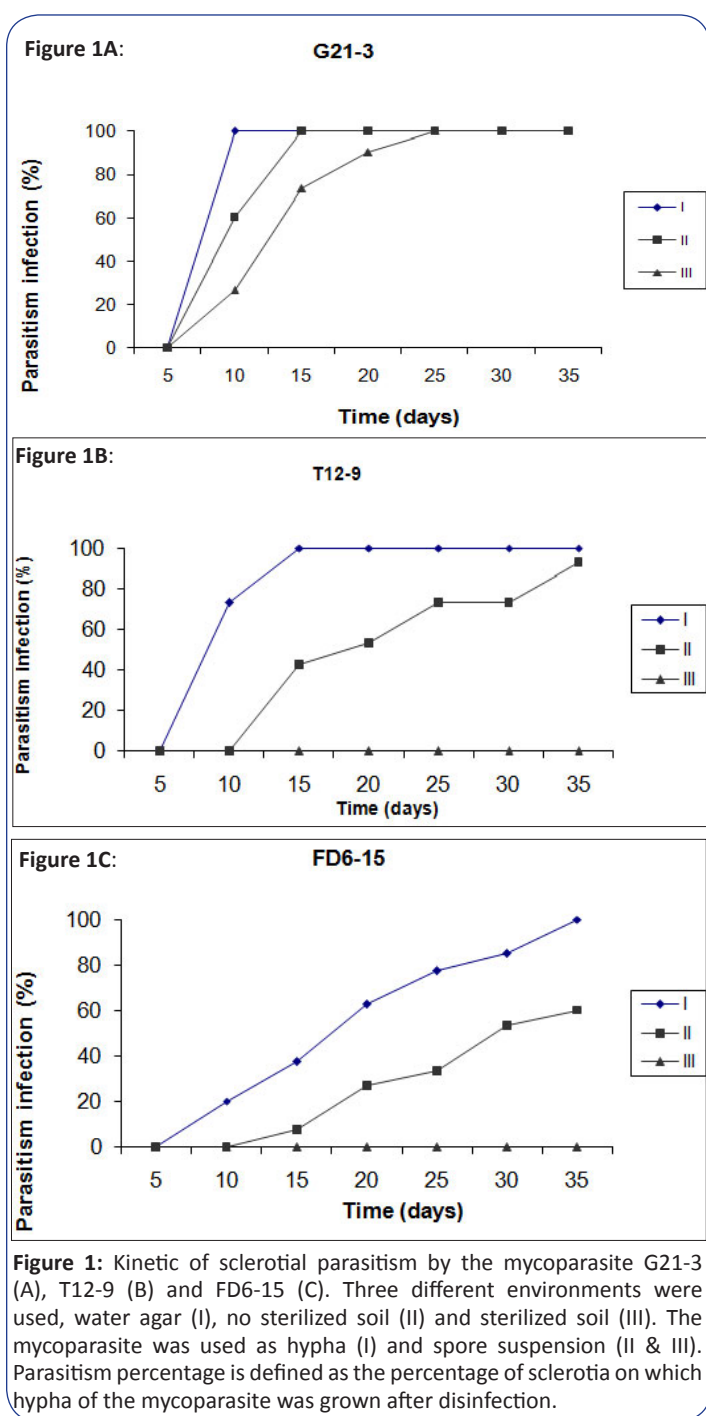 Figure 1A:
G21-3
100
80
60
40
20
0
Parasitism infection (%)
5 10 15 20 25 30 35
Time (days)
I
II
III
Figure 1B:
T12-9
100
80
60
40
20
0
Parasitism infection (%)
5 10 15 20 25 30 35
Time (days)
I
II
III
Figure 1C:
FD6-15
100
80
60
40
20
0
Parasitism infection (%)
5 10 15 20 25 30 35
Time (days)
I
II
III
Figure 1: Kinetic of sclerotial parasitism by the mycoparasite G21-3
(A), T12-9 (B) and FD6-15 (C). Three different environments were
used, water agar (I), no sterilized soil (II) and sterilized soil (III). The
mycoparasite was used as hypha (I) and spore suspension (II & III).
Parasitism percentage is defined as the percentage of sclerotia on which
hypha of the mycoparasite was grown after disinfection.